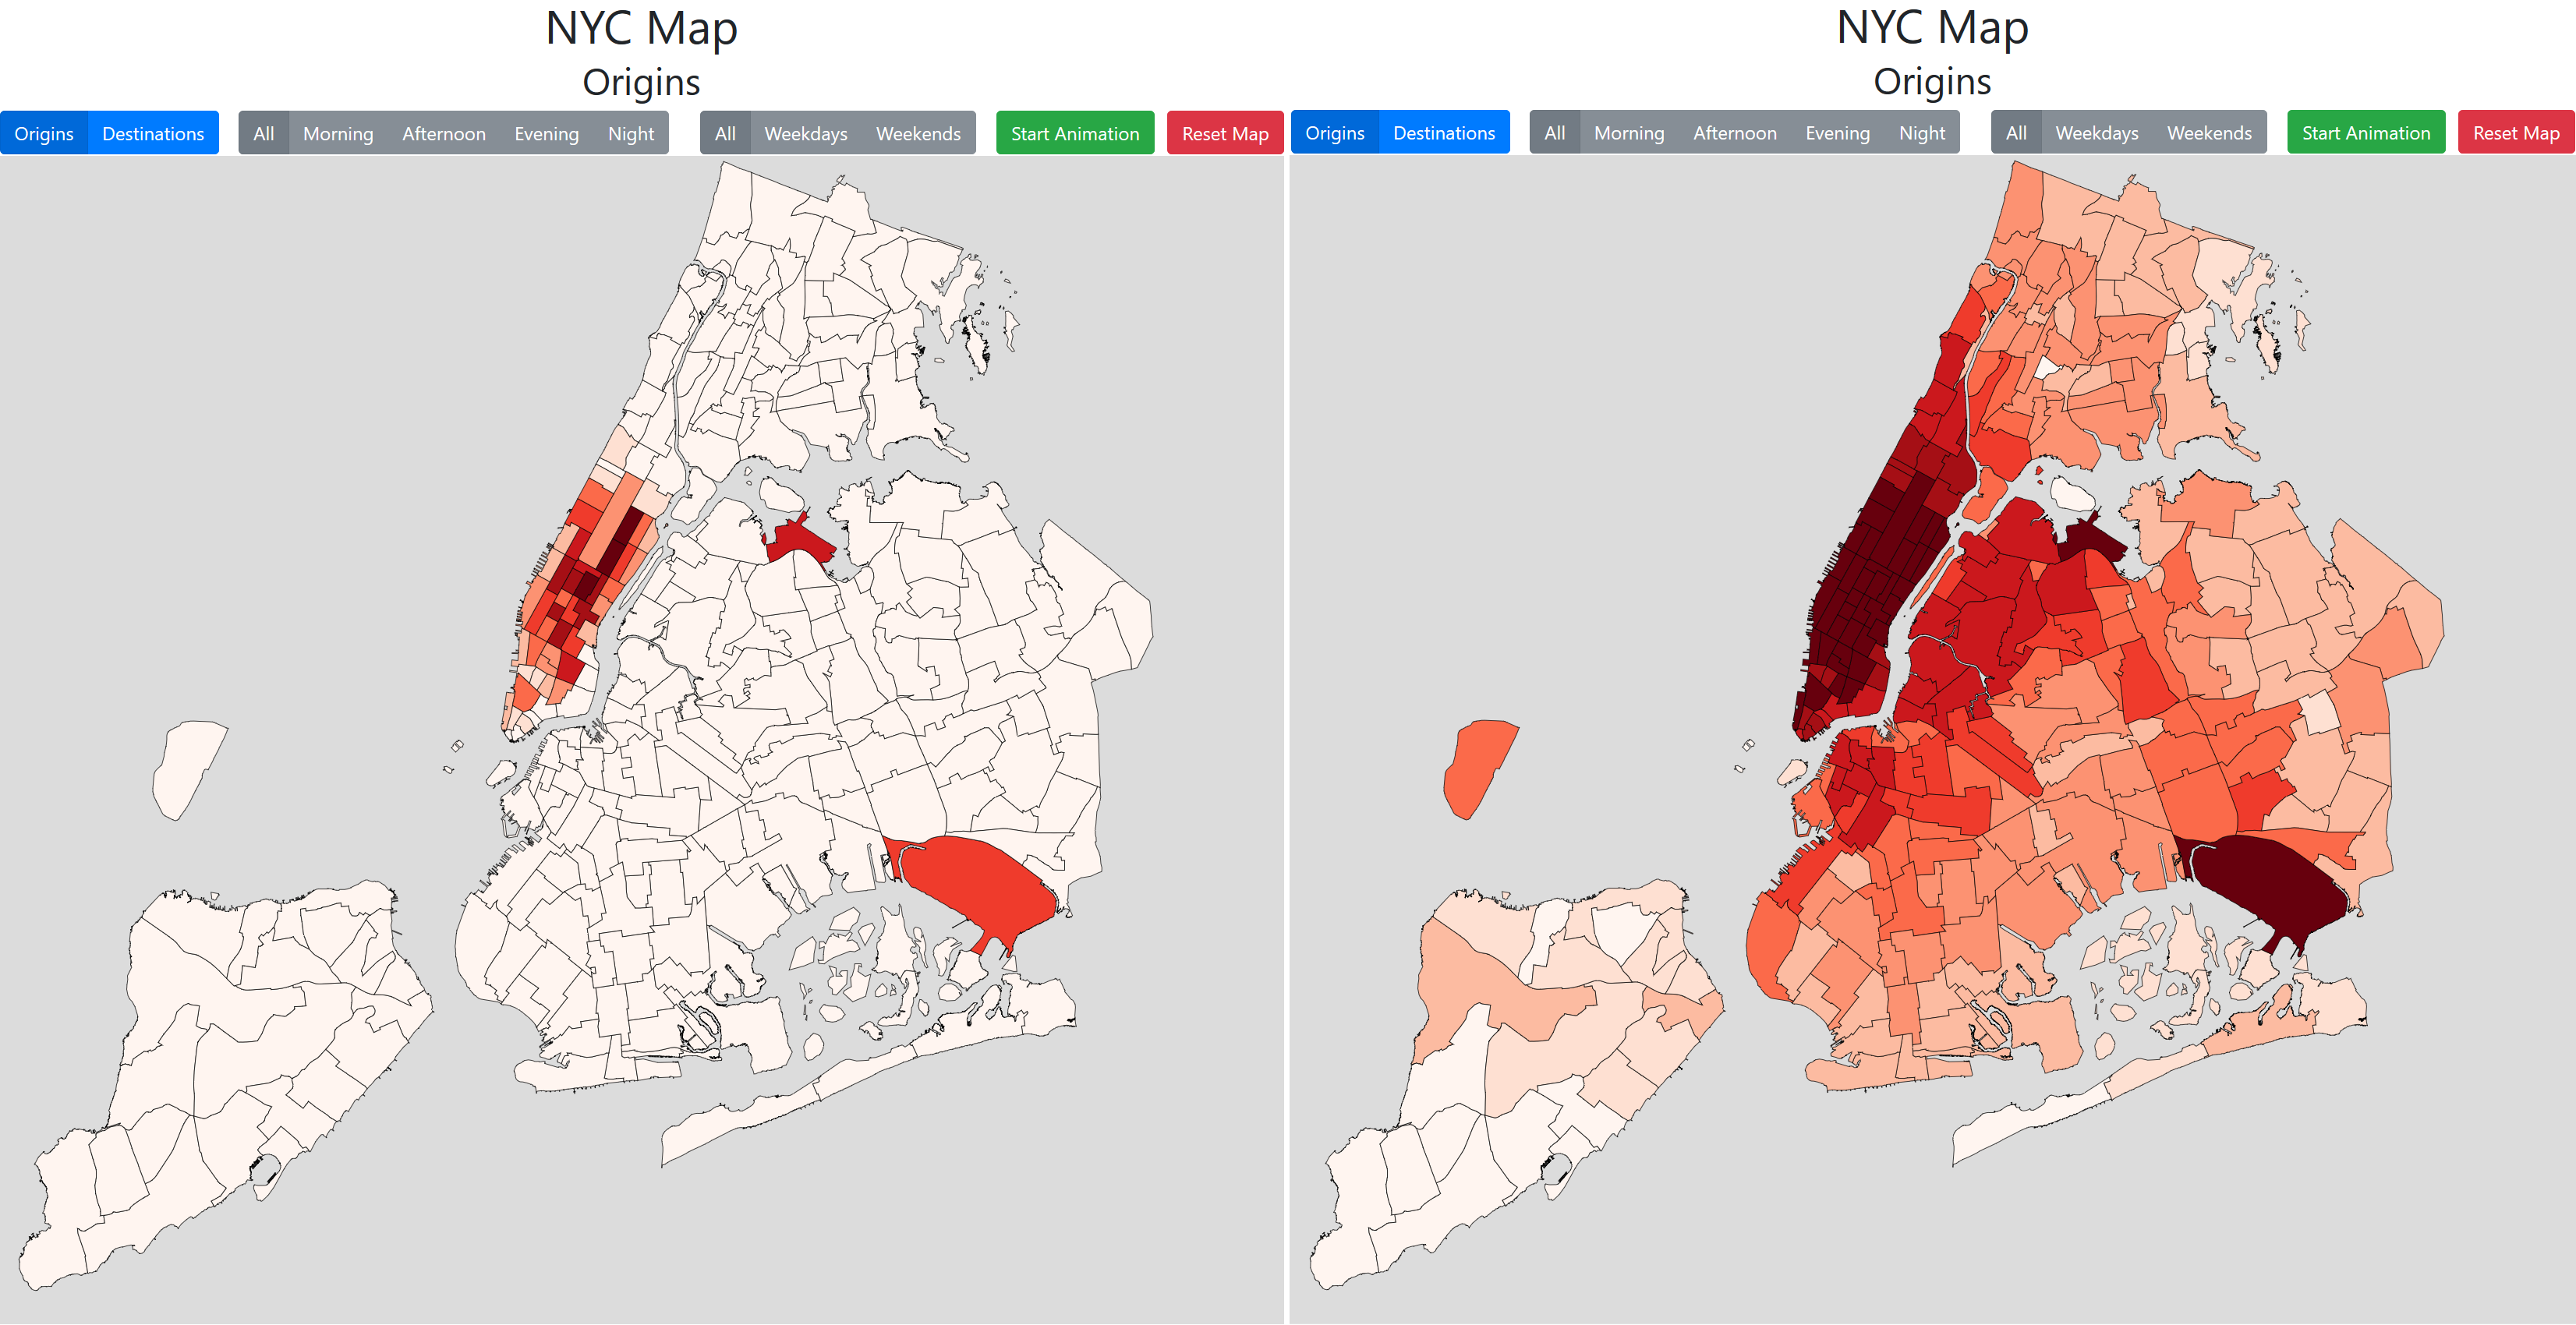 NYC Map
Origins
Origins Destinations All Morning Afternoon Evening Night All Weekdays Weekends Start Animation Reset Map
NYC Map
Origins
Origins Destinations All Morning Afternoon Evening Night All Weekdays Weekends Start Animation Reset Map